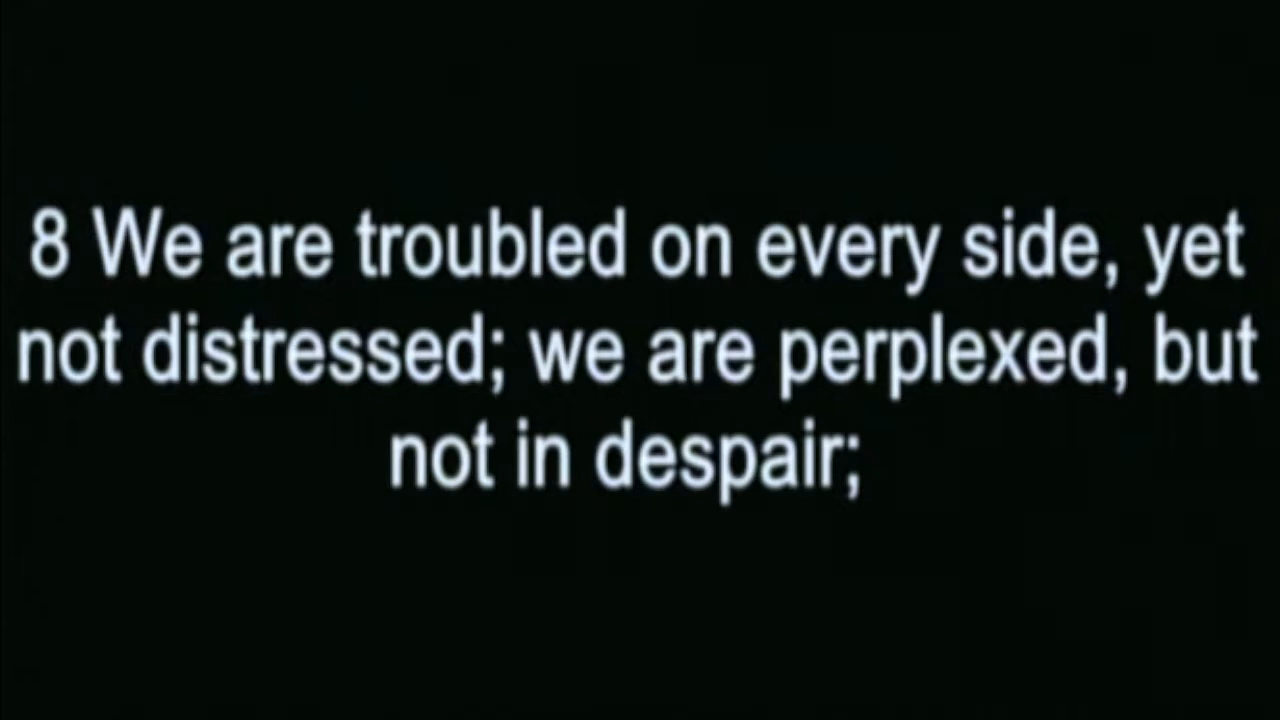 8 We are troubled on every side, yet
not distressed; we are perplexed, but
not in despair;